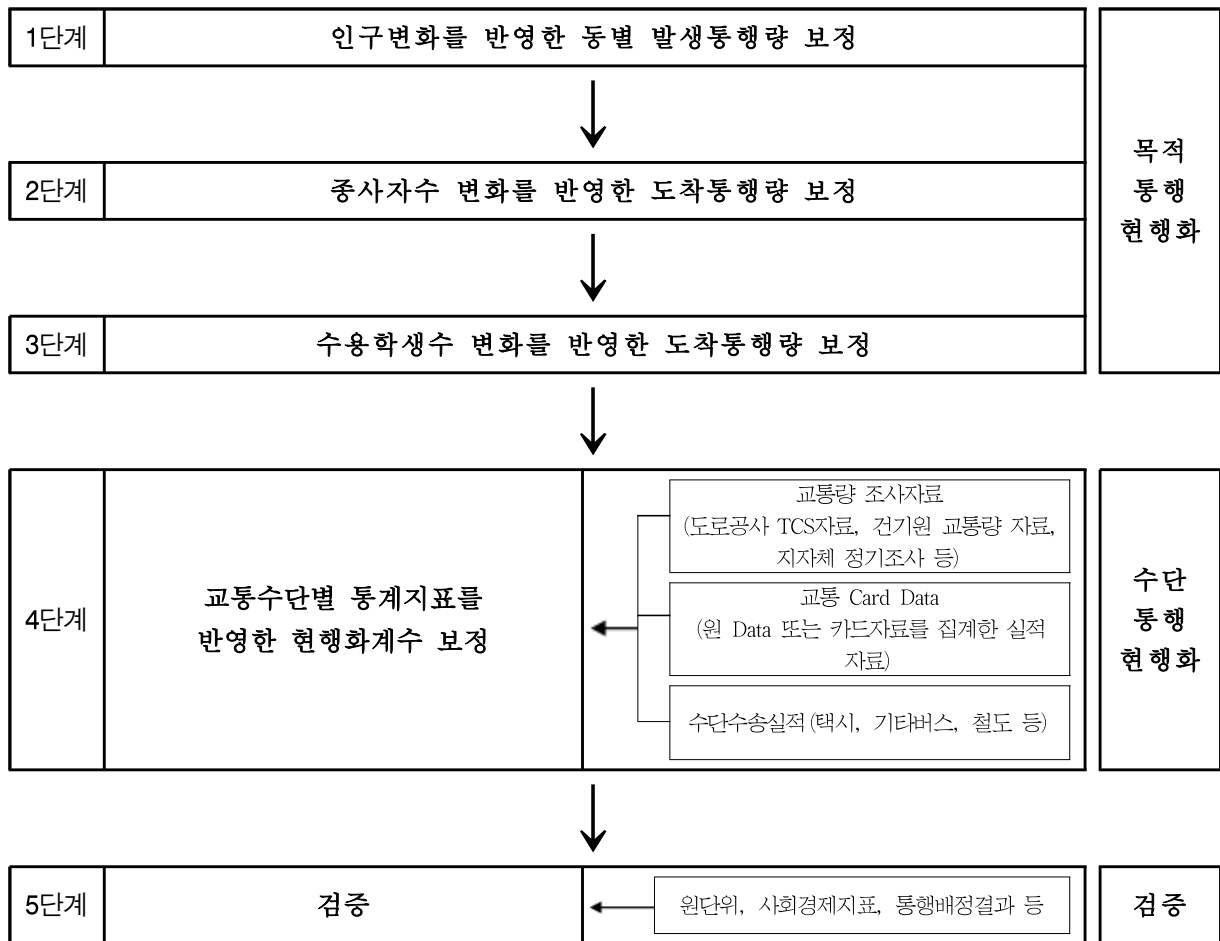 1단계
인구변화를 반영한 동별 발생통행량 보정
2단계
종사자수 변화를 반영한 도착통행량 보정
3단계
수용학생수 변화를 반영한 도착통행량 보정
목적
통행
현행화
4단계
교통수단별 통계지표를
반영한 현행화계수 보정
교통량 조사자료
(도로공사 TCS자료, 건기원 교통량 자료,
지자체 정기조사 등)
교통 Card Data
(원 Data 또는 카드자료를 집계한 실적
자료)
수단수송실적(택시, 기타버스, 철도 등)
수단
통행
현행화
5단계
검증
원단위, 사회경제지표, 통행배정결과 등
검증